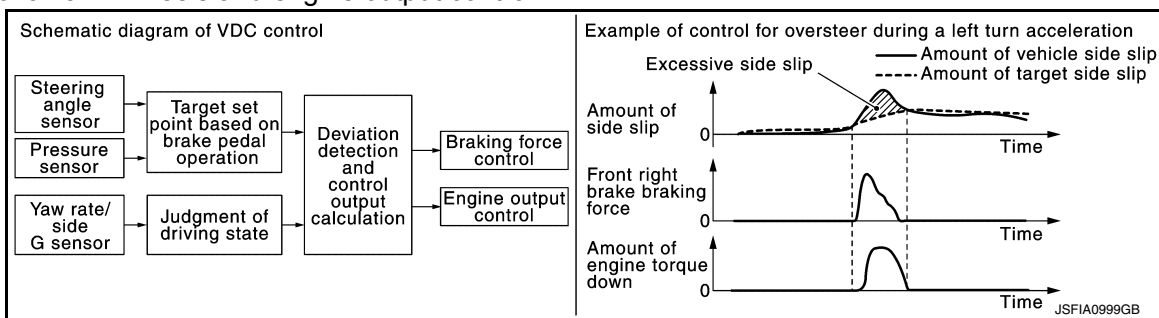 Schematic diagram of VDC control
Steering
angle
sensor
Pressure
sensor
Yaw rate/
side
G sensor
Target set
point based on
brake pedal
operation
Judgment of
driving state
Deviation
detection
and
control
output
calculation
Braking force
control
Engine output
control
Example of control for oversteer during a left turn acceleration
Amount of vehicle side slip
Amount of target side slip
Excessive side slip
Amount of
side slip
0
Time
Front right
brake braking
force
0
Time
Amount of
engine torque
down
0
Time
JSFIA0999GB